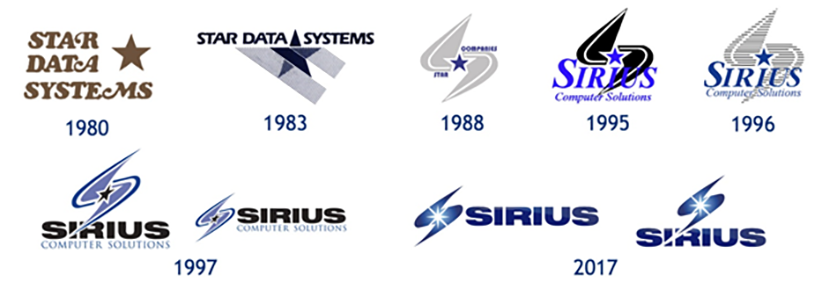 STAR
DATA
SYSTEMS
1980
STAR DATA SYSTEMS
1983
COMPANIES
STAR
1988
SIRIUS
Computer Solutions
1995
SIRIUS
Computer Solutions
1996
SIRIUS
COMPUTER SOLUTIONS
SIRIUS
COMPUTER SOLUTIONS
1997
SIRIUS
SIRIUS
2017